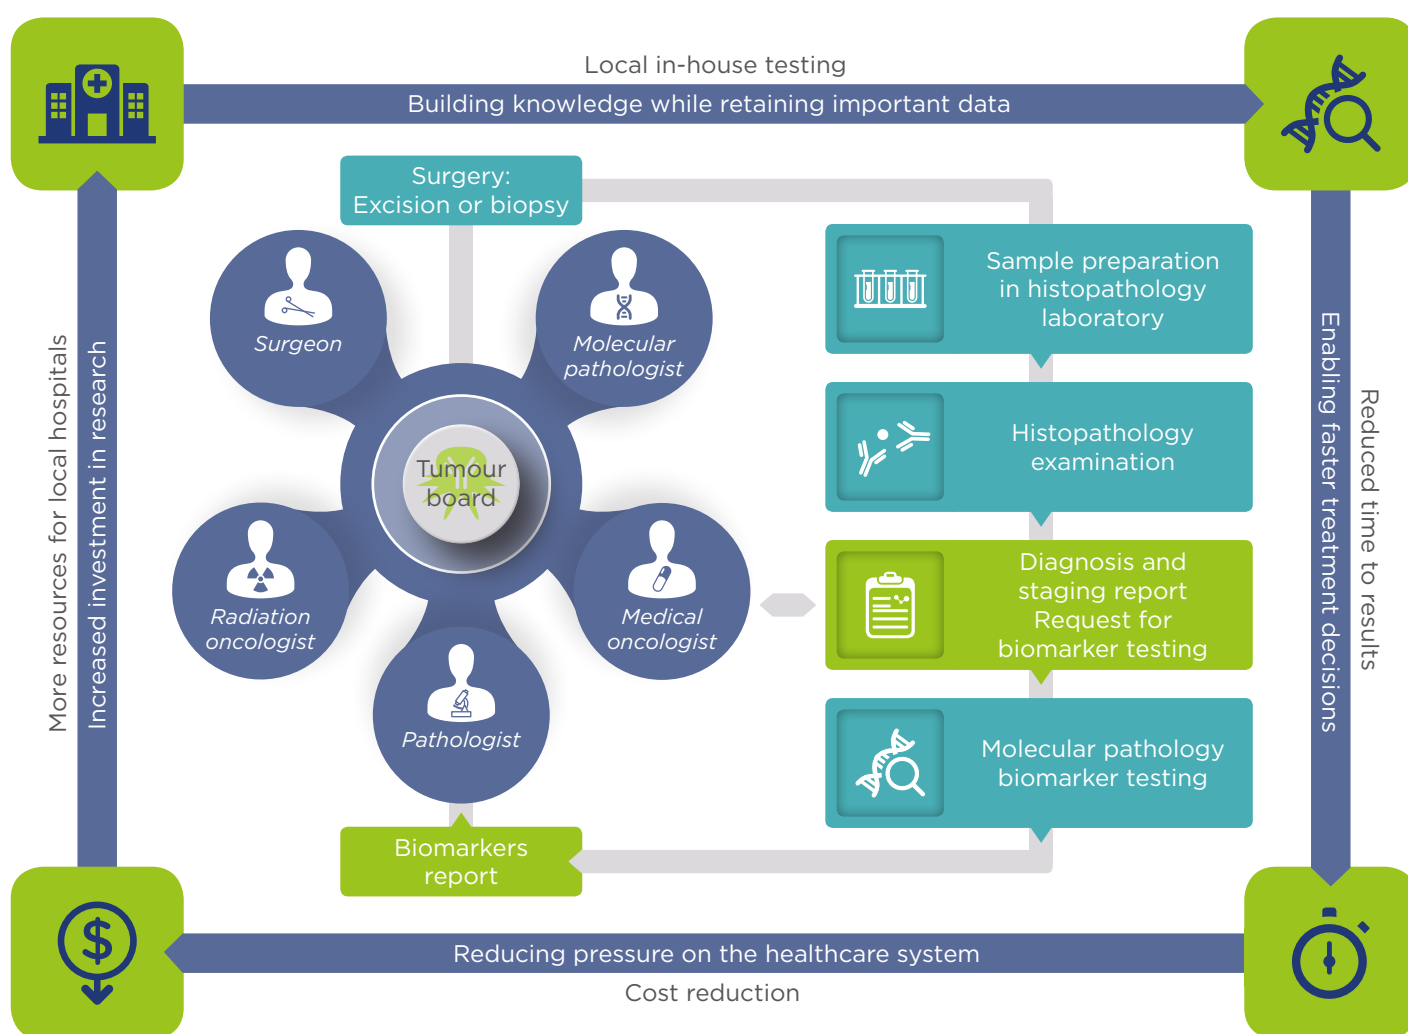 Local in-house testing
Building knowledge while retaining important data
Surgery:
Excision or biopsy
Surgeon
Molecular
pathologist
Tumour
board
Radiation
oncologist
Medical
oncologist
Pathologist
Biomarkers
report
Sample preparation
in histopathology
laboratory
Histopathology
examination
Diagnosis and
staging report
Request for
biomarker testing
Molecular pathology
biomarker testing
Enabling faster treatment decisions
Reduced time to results
More resources for local hospitals
Increased investment in research
$
Reducing pressure on the healthcare system
Cost reduction